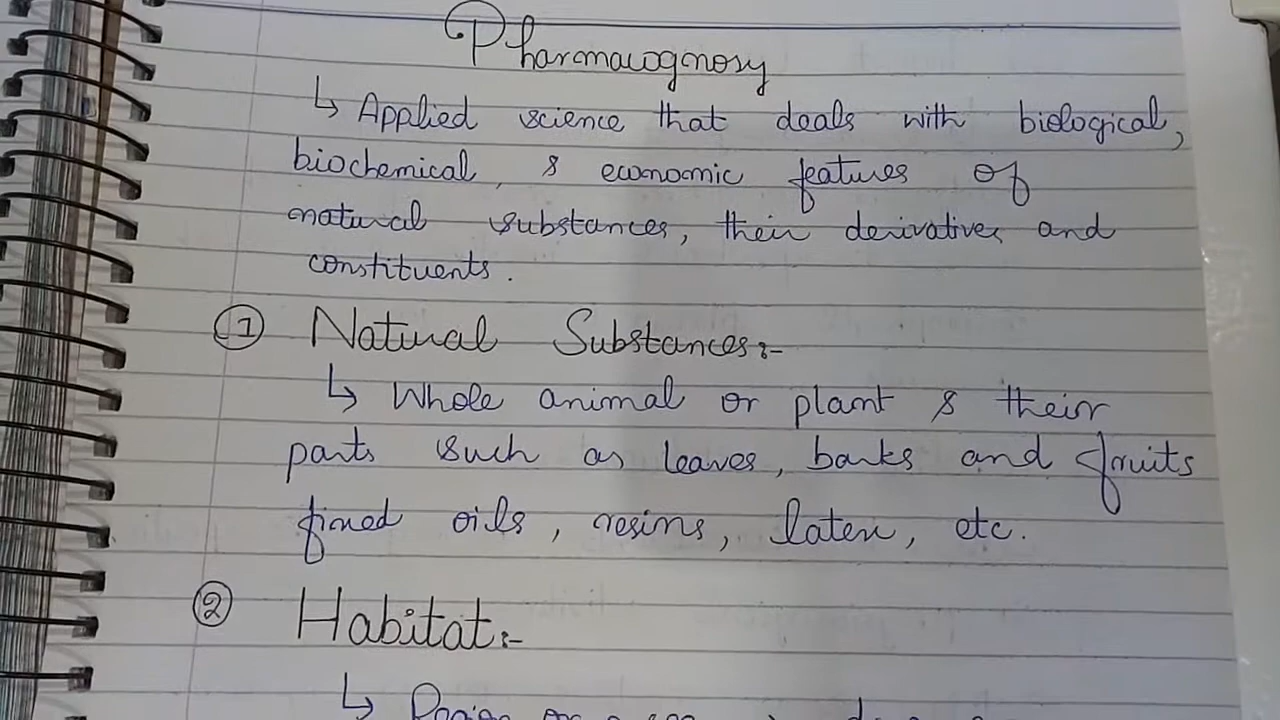 Pharmacognosy
↳ Applied science that deals with biological,
biochemical, & economic features of
natural substances, their derivatives and
constituents.
① Natural Substances:-
↳ Whole animal or plant & their
parts such as leaves, barks and fruits
fixed oils, resins, latex, etc.
② Habitat:-
↳